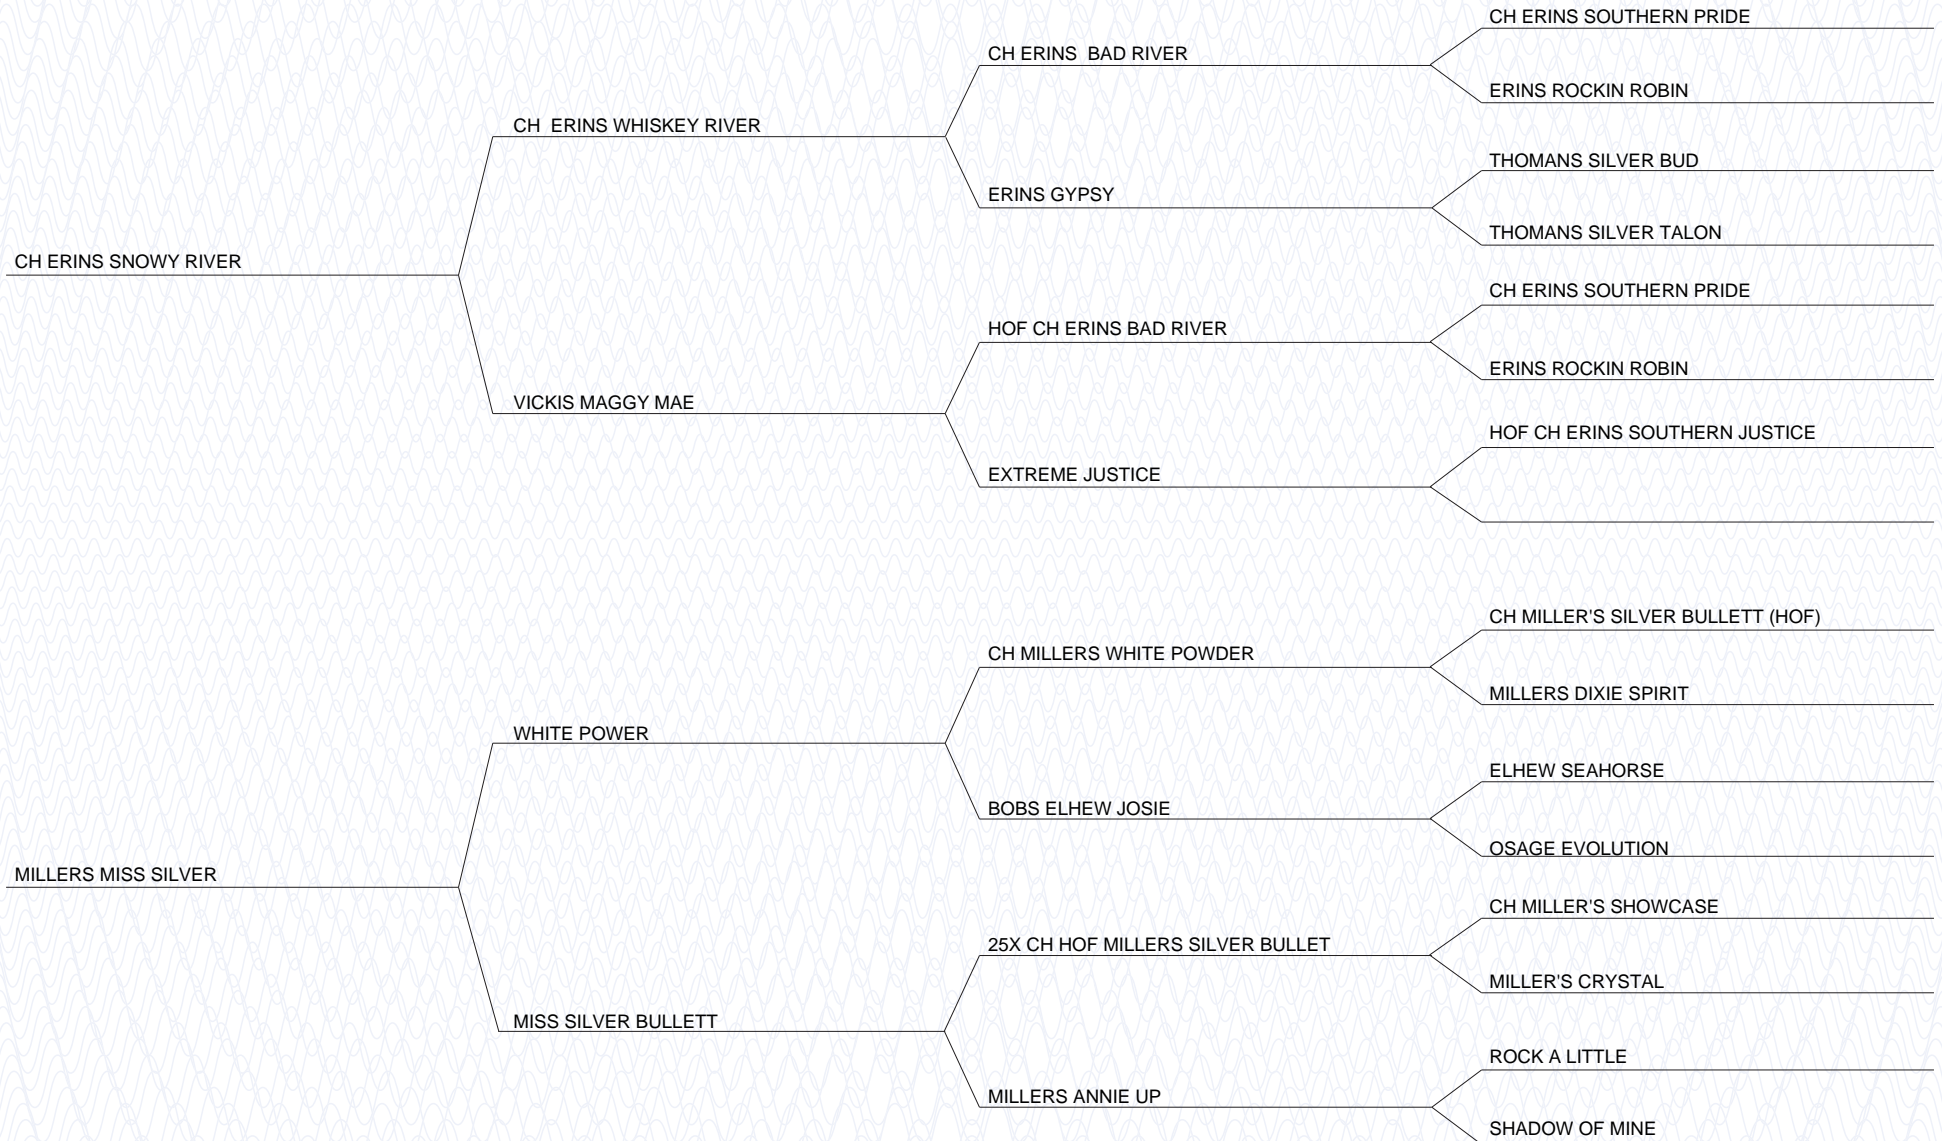 CH ERINS SOUTHERN PRIDE
CH ERINS  BAD RIVER
ERINS ROCKIN ROBIN
CH  ERINS WHISKEY RIVER
THOMANS SILVER BUD
ERINS GYPSY
THOMANS SILVER TALON
CH ERINS SNOWY RIVER
CH ERINS SOUTHERN PRIDE
HOF CH ERINS BAD RIVER
ERINS ROCKIN ROBIN
VICKIS MAGGY MAE
HOF CH ERINS SOUTHERN JUSTICE
EXTREME JUSTICE
CH MILLER'S SILVER BULLETT (HOF)
CH MILLERS WHITE POWDER
MILLERS DIXIE SPIRIT
WHITE POWER
ELHEW SEAHORSE
BOBS ELHEW JOSIE
OSAGE EVOLUTION
MILLERS MISS SILVER
CH MILLER'S SHOWCASE
25X CH HOF MILLERS SILVER BULLET
MILLER'S CRYSTAL
MISS SILVER BULLETT
ROCK A LITTLE
MILLERS ANNIE UP
SHADOW OF MINE